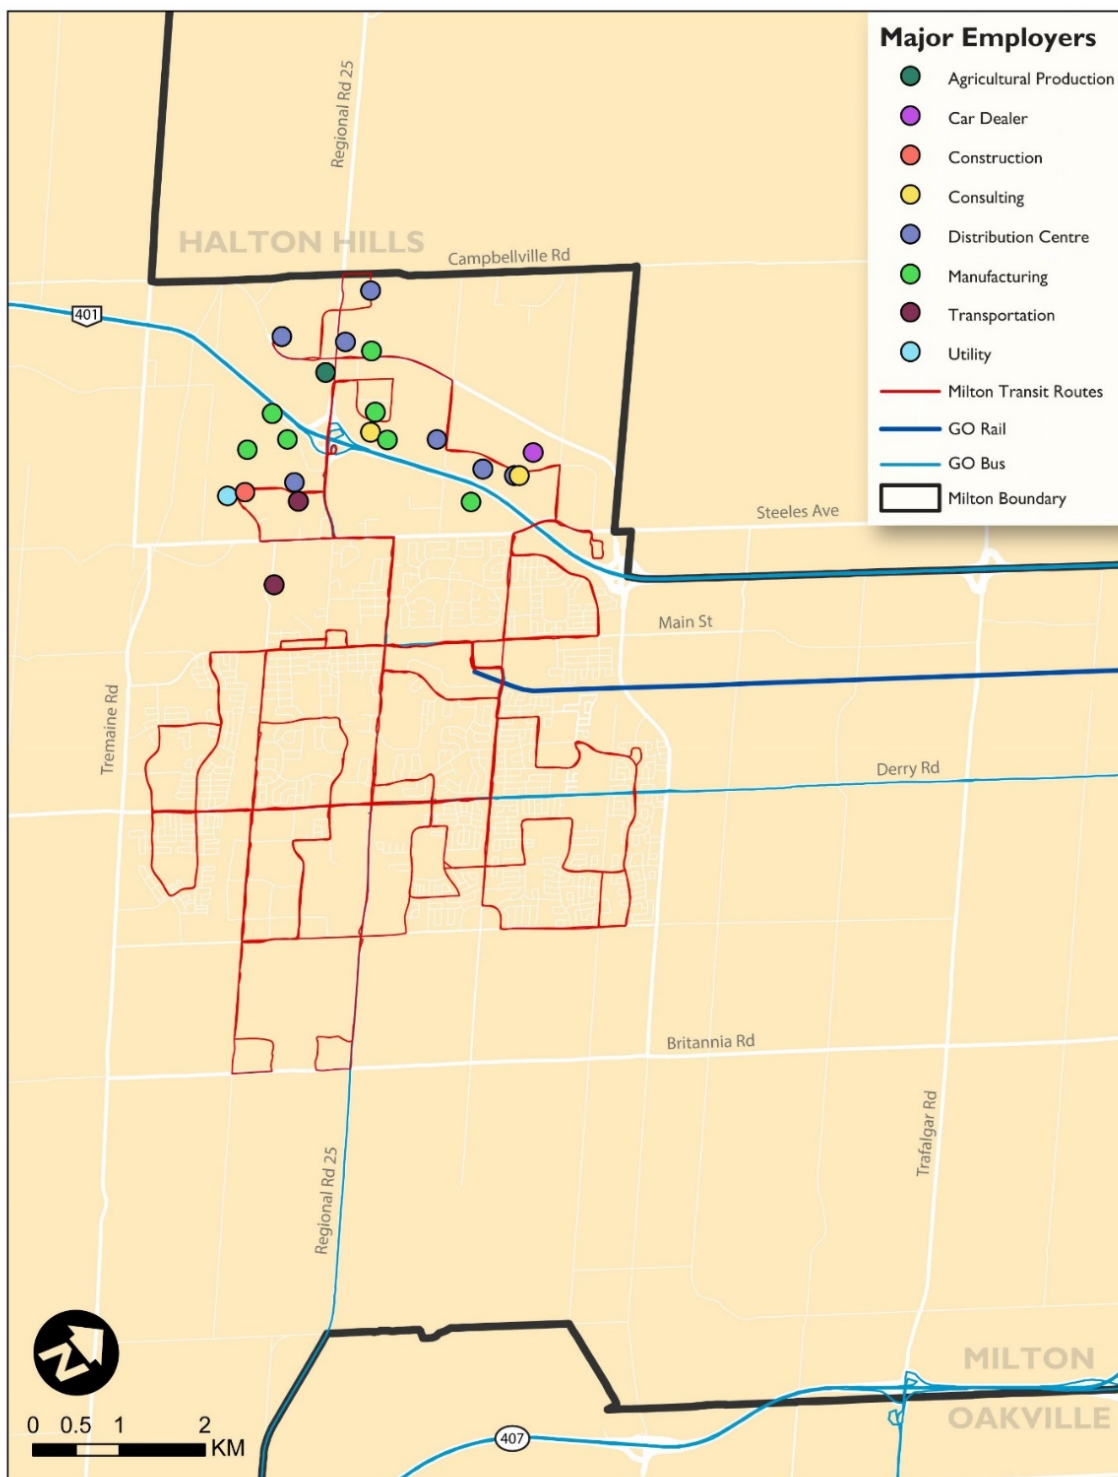 Major Employers
Agricultural Production
Car Dealer
Construction
Consulting
Distribution Centre
Manufacturing
Transportation
Utility
Milton Transit Routes
GO Rail
GO Bus
Milton Boundary
Regional Rd 25
HALTON HILLS
Campbellville Rd
401
Steeles Ave
Main St
Tremaine Rd
Derry Rd
Britannia Rd
Trafalgar Rd
Regional Rd 25
N
MILTON
OAKVILLE
407
0 0.5 1 2
KM